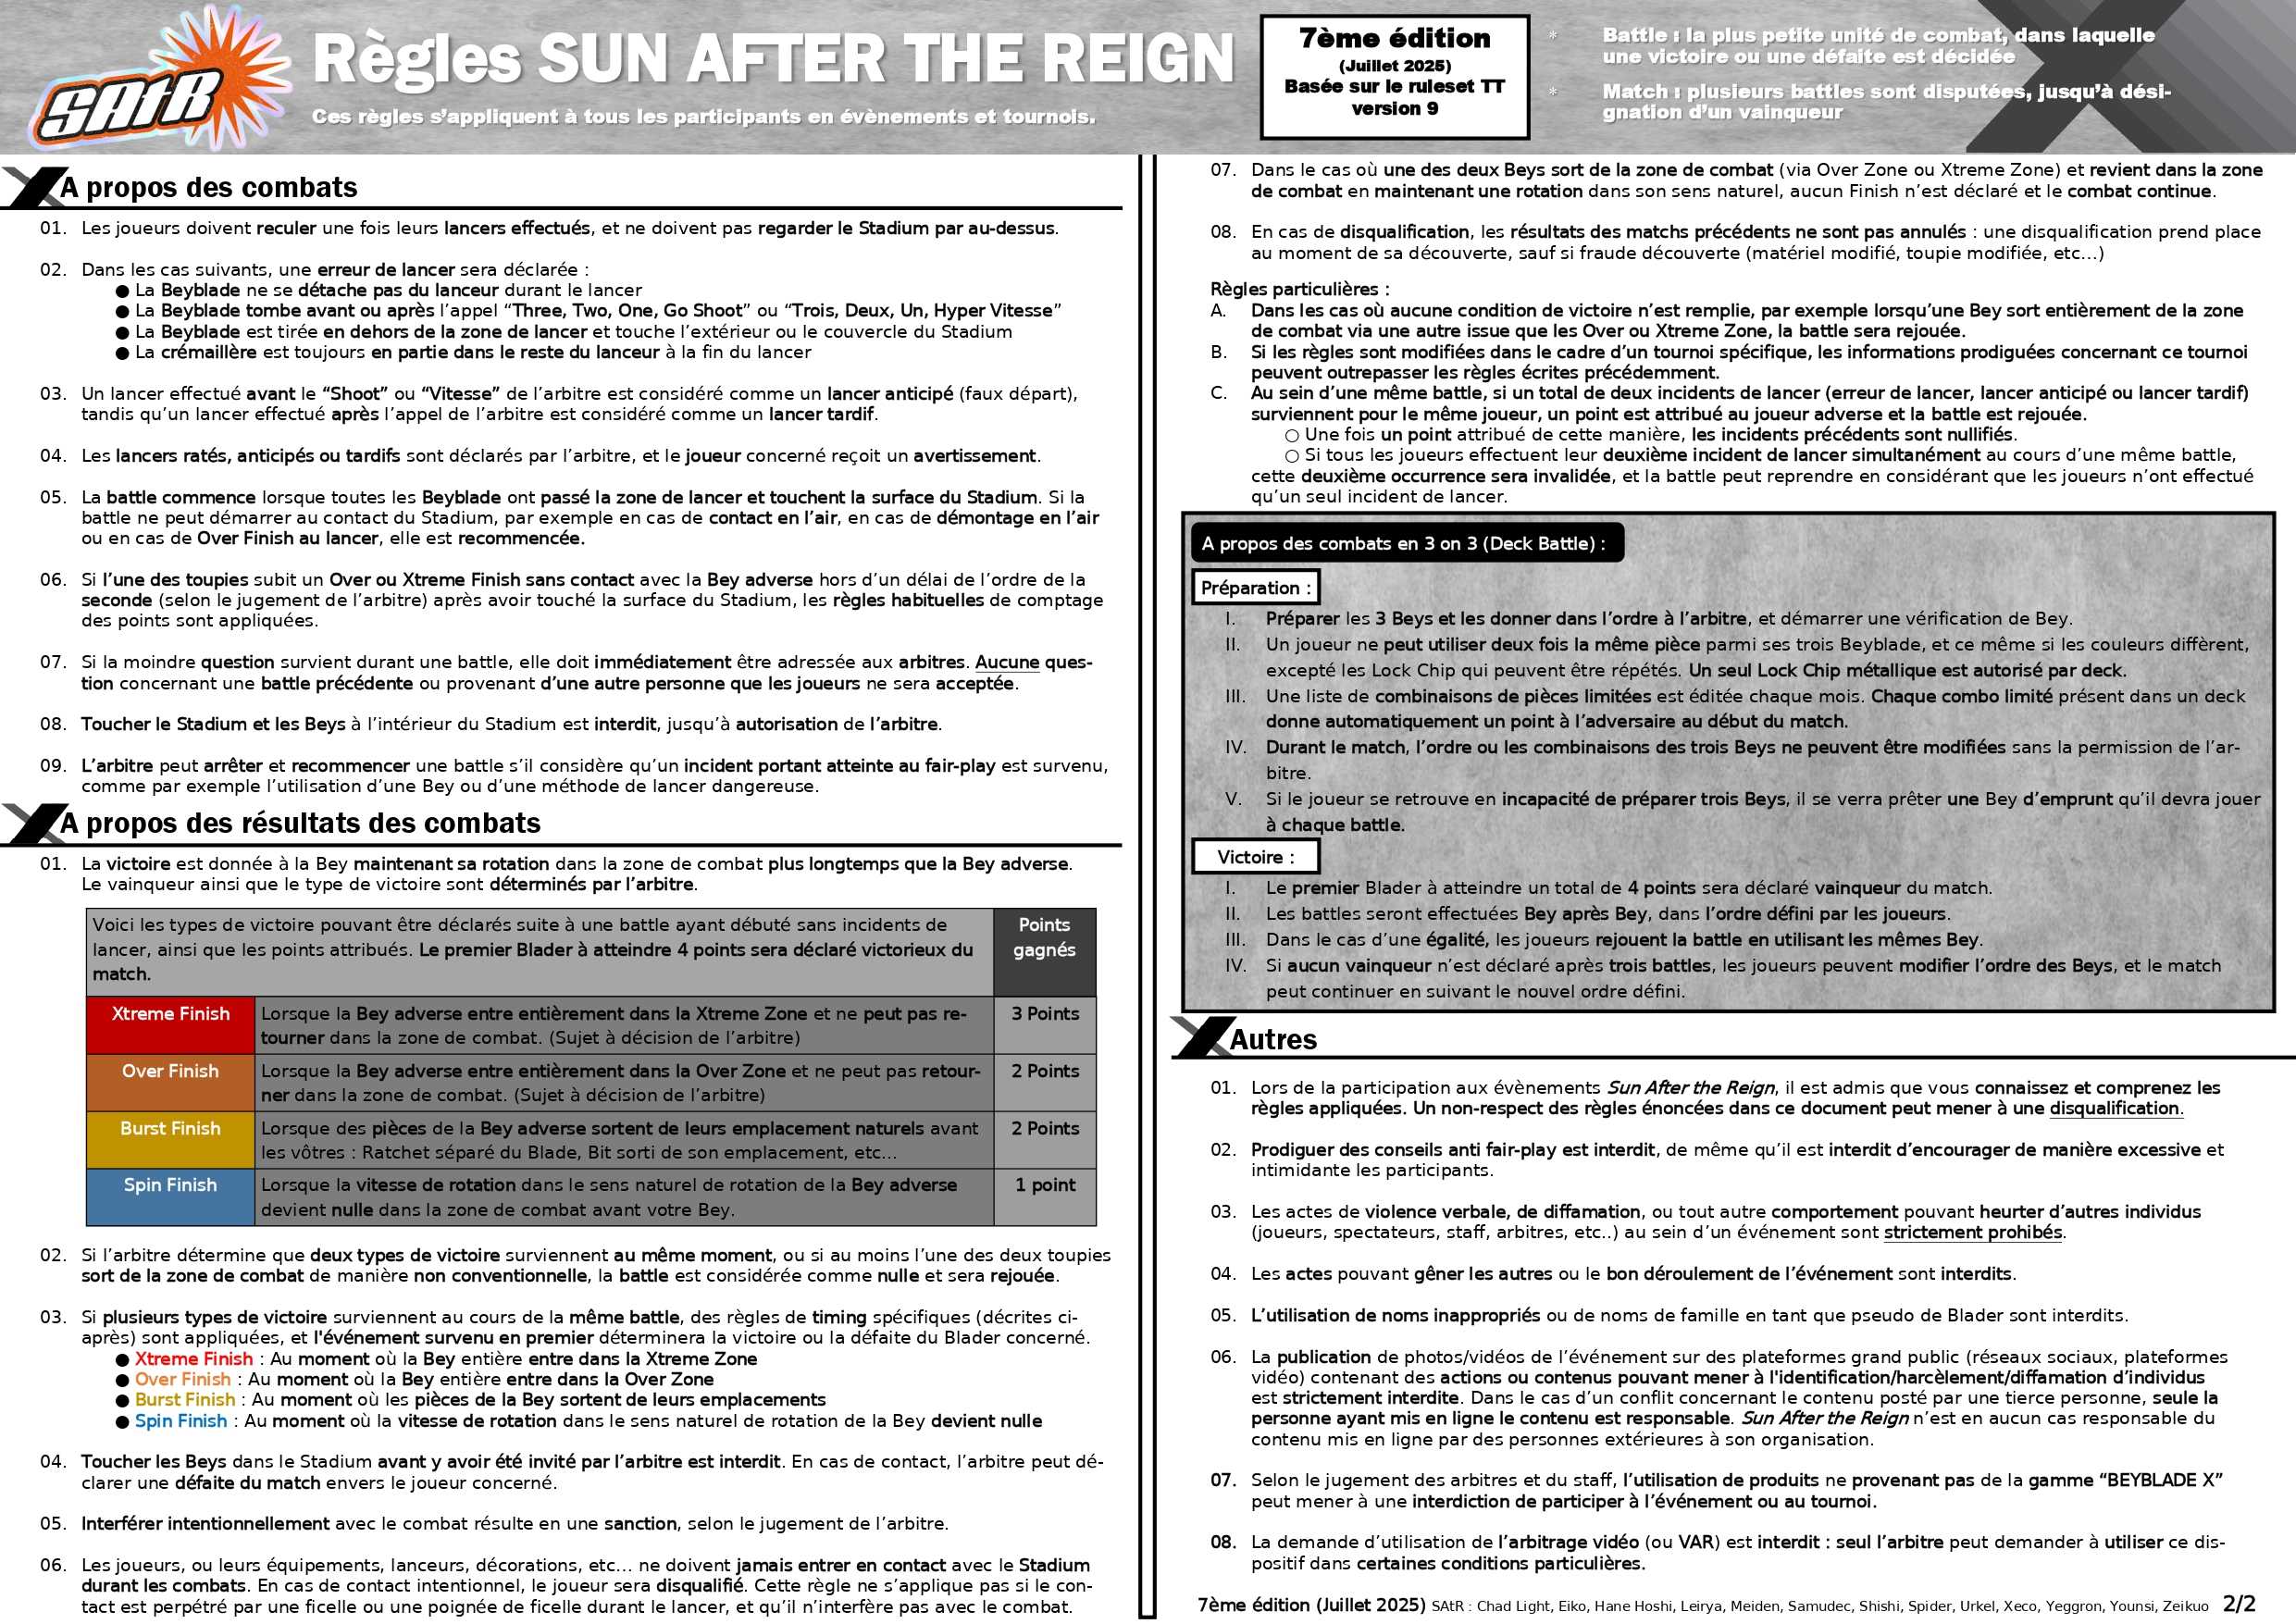 SAtR
Règles SUN AFTER THE REIGN
Ces règles s’appliquent à tous les participants en évènements et tournois.
7ème édition
(Juillet 2025)
Basée sur le ruleset TT
version 9
* Battle : la plus petite unité de combat, dans laquelle
une victoire ou une défaite est décidée
* Match : plusieurs battles sont disputées, jusqu’à dési-
gnation d’un vainqueur
A propos des combats
01. Les joueurs doivent reculer une fois leurs lancers effectués, et ne doivent pas regarder le Stadium par au-dessus.
02. Dans les cas suivants, une erreur de lancer sera déclarée :
● La Beyblade ne se détache pas du lanceur durant le lancer
● La Beyblade tombe avant ou après l’appel “Three, Two, One, Go Shoot” ou “Trois, Deux, Un, Hyper Vitesse”
● La Beyblade est tirée en dehors de la zone de lancer et touche l’extérieur ou le couvercle du Stadium
● La crémaillère est toujours en partie dans le reste du lanceur à la fin du lancer
03. Un lancer effectué avant le “Shoot” ou “Vitesse” de l’arbitre est considéré comme un lancer anticipé (faux départ),
tandis qu’un lancer effectué après l’appel de l’arbitre est considéré comme un lancer tardif.
04. Les lancers ratés, anticipés ou tardifs sont déclarés par l’arbitre, et le joueur concerné reçoit un avertissement.
05. La battle commence lorsque toutes les Beyblade ont passé la zone de lancer et touchent la surface du Stadium. Si la
battle ne peut démarrer au contact du Stadium, par exemple en cas de contact en l’air, en cas de démontage en l’air
ou en cas de Over Finish au lancer, elle est recommencée.
06. Si l’une des toupies subit un Over ou Xtreme Finish sans contact avec la Bey adverse hors d’un délai de l’ordre de la
seconde (selon le jugement de l’arbitre) après avoir touché la surface du Stadium, les règles habituelles de comptage
des points sont appliquées.
07. Si la moindre question survient durant une battle, elle doit immédiatement être adressée aux arbitres. Aucune ques-
tion concernant une battle précédente ou provenant d’une autre personne que les joueurs ne sera acceptée.
08. Toucher le Stadium et les Beys à l’intérieur du Stadium est interdit, jusqu’à autorisation de l’arbitre.
09. L’arbitre peut arrêter et recommencer une battle s’il considère qu’un incident portant atteinte au fair-play est survenu,
comme par exemple l’utilisation d’une Bey ou d’une méthode de lancer dangereuse.
A propos des résultats des combats
01. La victoire est donnée à la Bey maintenant sa rotation dans la zone de combat plus longtemps que la Bey adverse.
Le vainqueur ainsi que le type de victoire sont déterminés par l’arbitre.
Voici les types de victoire pouvant être déclarés suite à une battle ayant débuté sans incidents de
lancer, ainsi que les points attribués. Le premier Blader à atteindre 4 points sera déclaré victorieux du
match.
Points
gagnés
Xtreme Finish
Lorsque la Bey adverse entre entièrement dans la Xtreme Zone et ne peut pas re-
tourner dans la zone de combat. (Sujet à décision de l’arbitre)
3 Points
Over Finish
Lorsque la Bey adverse entre entièrement dans la Over Zone et ne peut pas retour-
ner dans la zone de combat. (Sujet à décision de l’arbitre)
2 Points
Burst Finish
Lorsque des pièces de la Bey adverse sortent de leurs emplacement naturels avant
les vôtres : Ratchet séparé du Blade, Bit sorti de son emplacement, etc...
2 Points
Spin Finish
Lorsque la vitesse de rotation dans le sens naturel de rotation de la Bey adverse
devient nulle dans la zone de combat avant votre Bey.
1 point
02. Si l’arbitre détermine que deux types de victoire surviennent au même moment, ou si au moins l’une des deux toupies
sort de la zone de combat de manière non conventionnelle, la battle est considérée comme nulle et sera rejouée.
03. Si plusieurs types de victoire surviennent au cours de la même battle, des règles de timing spécifiques (décrites ci-
après) sont appliquées, et l'événement survenu en premier déterminera la victoire ou la défaite du Blader concerné.
● Xtreme Finish : Au moment où la Bey entière entre dans la Xtreme Zone
● Over Finish : Au moment où la Bey entière entre dans la Over Zone
● Burst Finish : Au moment où les pièces de la Bey sortent de leurs emplacements
● Spin Finish : Au moment où la vitesse de rotation dans le sens naturel de rotation de la Bey devient nulle
04. Toucher les Beys dans le Stadium avant y avoir été invité par l’arbitre est interdit. En cas de contact, l’arbitre peut dé-
clarer une défaite du match envers le joueur concerné.
05. Interférer intentionnellement avec le combat résulte en une sanction, selon le jugement de l’arbitre.
06. Les joueurs, ou leurs équipements, lanceurs, décorations, etc... ne doivent jamais entrer en contact avec le Stadium
durant les combats. En cas de contact intentionnel, le joueur sera disqualifié. Cette règle ne s’applique pas si le con-
tact est perpétré par une ficelle ou une poignée de ficelle durant le lancer, et qu’il n’interfère pas avec le combat.
07. Dans le cas où une des deux Beys sort de la zone de combat (via Over Zone ou Xtreme Zone) et revient dans la zone
de combat en maintenant une rotation dans son sens naturel, aucun Finish n’est déclaré et le combat continue.
08. En cas de disqualification, les résultats des matchs précédents ne sont pas annulés : une disqualification prend place
au moment de sa découverte, sauf si fraude découverte (matériel modifié, toupie modifiée, etc...)
Règles particulières :
A. Dans les cas où aucune condition de victoire n’est remplie, par exemple lorsqu’une Bey sort entièrement de la zone
de combat via une autre issue que les Over ou Xtreme Zone, la battle sera rejouée.
B. Si les règles sont modifiées dans le cadre d’un tournoi spécifique, les informations prodiguées concernant ce tournoi
peuvent outrepasser les règles écrites précédemment.
C. Au sein d’une même battle, si un total de deux incidents de lancer (erreur de lancer, lancer anticipé ou lancer tardif)
surviennent pour le même joueur, un point est attribué au joueur adverse et la battle est rejouée.
○ Une fois un point attribué de cette manière, les incidents précédents sont nullifiés.
○ Si tous les joueurs effectuent leur deuxième incident de lancer simultanément au cours d’une même battle,
cette deuxième occurrence sera invalidée, et la battle peut reprendre en considérant que les joueurs n’ont effectué
qu’un seul incident de lancer.
A propos des combats en 3 on 3 (Deck Battle) :
Préparation :
I. Préparer les 3 Beys et les donner dans l’ordre à l’arbitre, et démarrer une vérification de Bey.
II. Un joueur ne peut utiliser deux fois la même pièce parmi ses trois Beyblade, et ce même si les couleurs diffèrent,
excepté les Lock Chip qui peuvent être répétés. Un seul Lock Chip métallique est autorisé par deck.
III. Une liste de combinaisons de pièces limitées est éditée chaque mois. Chaque combo limité présent dans un deck
donne automatiquement un point à l’adversaire au début du match.
IV. Durant le match, l’ordre ou les combinaisons des trois Beys ne peuvent être modifiées sans la permission de l’ar-
bitre.
V. Si le joueur se retrouve en incapacité de préparer trois Beys, il se verra prêter une Bey d’emprunt qu’il devra jouer
à chaque battle.
Victoire :
I. Le premier Blader à atteindre un total de 4 points sera déclaré vainqueur du match.
II. Les battles seront effectuées Bey après Bey, dans l’ordre défini par les joueurs.
III. Dans le cas d’une égalité, les joueurs rejouent la battle en utilisant les mêmes Bey.
IV. Si aucun vainqueur n’est déclaré après trois battles, les joueurs peuvent modifier l’ordre des Beys, et le match
peut continuer en suivant le nouvel ordre défini.
Autres
01. Lors de la participation aux évènements Sun After the Reign, il est admis que vous connaissez et comprenez les
règles appliquées. Un non-respect des règles énoncées dans ce document peut mener à une disqualification.
02. Prodiguer des conseils anti fair-play est interdit, de même qu’il est interdit d’encourager de manière excessive et
intimidante les participants.
03. Les actes de violence verbale, de diffamation, ou tout autre comportement pouvant heurter d’autres individus
(joueurs, spectateurs, staff, arbitres, etc..) au sein d’un événement sont strictement prohibés.
04. Les actes pouvant gêner les autres ou le bon déroulement de l’événement sont interdits.
05. L’utilisation de noms inappropriés ou de noms de famille en tant que pseudo de Blader sont interdits.
06. La publication de photos/vidéos de l’événement sur des plateformes grand public (réseaux sociaux, plateformes
vidéo) contenant des actions ou contenus pouvant mener à l'identification/harcèlement/diffamation d’individus
est strictement interdite. Dans le cas d’un conflit concernant le contenu posté par une tierce personne, seule la
personne ayant mis en ligne le contenu est responsable. Sun After the Reign n’est en aucun cas responsable du
contenu mis en ligne par des personnes extérieures à son organisation.
07. Selon le jugement des arbitres et du staff, l’utilisation de produits ne provenant pas de la gamme “BEYBLADE X”
peut mener à une interdiction de participer à l’événement ou au tournoi.
08. La demande d’utilisation de l’arbitrage vidéo (ou VAR) est interdit : seul l’arbitre peut demander à utiliser ce dis-
positif dans certaines conditions particulières.
7ème édition (Juillet 2025) SAtR : Chad Light, Eiko, Hane Hoshi, Leirya, Meiden, Samudec, Shishi, Spider, Urkel, Xeco, Yeggron, Younsi, Zeikuo 2/2